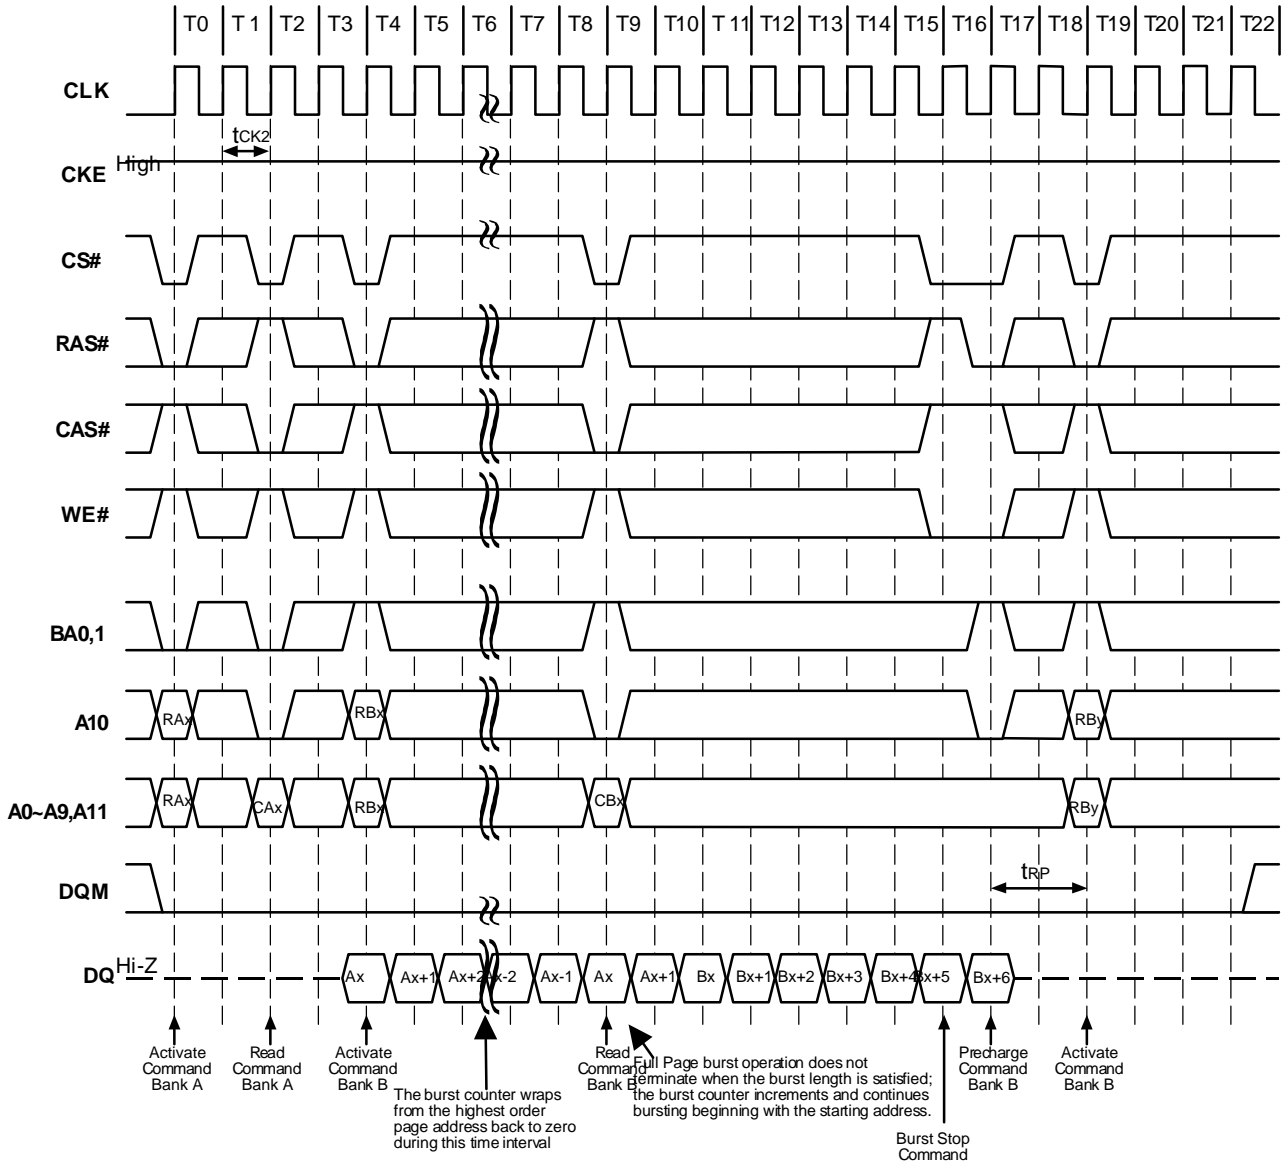 T0 T 1 T2 T3 T4 T5 T6 T7 T8 T9 T10 T 11 T12 T13 T14 T15 T16 T17 T18 T19 T20 T21 T22
CLK
tCK2
CKE High
CS#
RAS#
CAS#
WE#
BA0,1
A10 RAx RBx RBy
A0~A9,A11 RAx CAx RBx CBx RBy
DQM tRP
DQ Hi-Z Ax Ax+1 Ax+2 Ax-2 Ax-1 Ax Ax+1 Bx Bx+1 Bx+2 Bx+3 Bx+4 Bx+5 Bx+6
Activate
Command
Bank A
Read
Command
Bank A
Activate
Command
Bank B
The burst counter wraps
from the highest order
page address back to zero
during this time interval
Read
Command
Bank B
Full Page burst operation does not
terminate when the burst length is satisfied;
the burst counter increments and continues
bursting beginning with the starting address.
Burst Stop
Command
Precharge
Command
Bank B
Activate
Command
Bank B